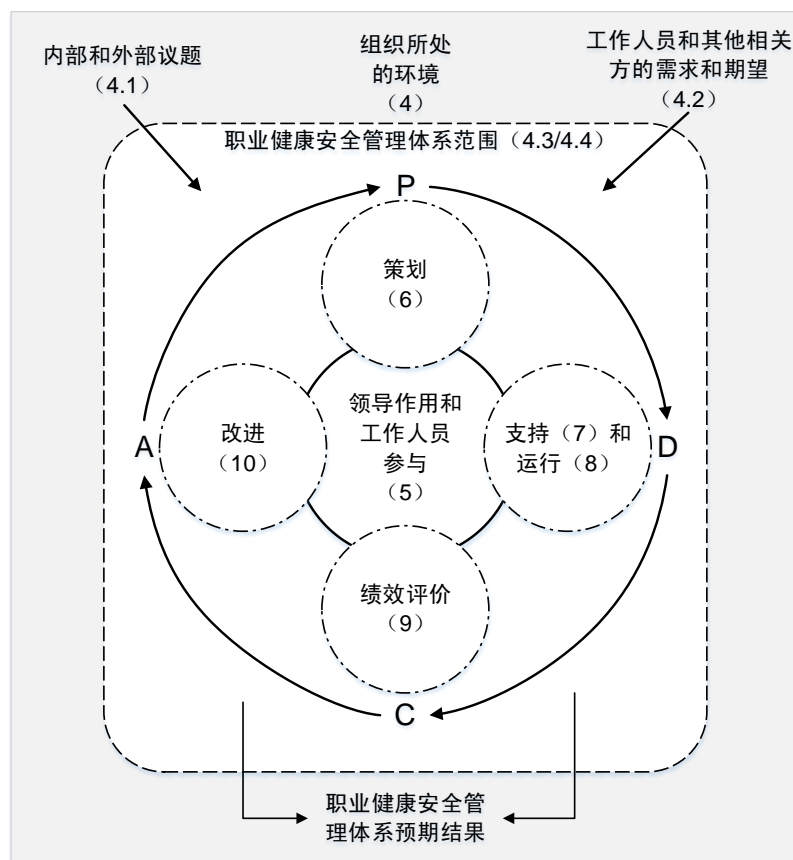 内部和外部议题
（4.1）
组织所处
的环境
（4）
工作人员和其他相关
方的需求和期望
（4.2）
职业健康安全管理体系范围（4.3/4.4）
P
策划
（6）
A
改进
（10）
领导作用和
工作人员
参与
（5）
支持（7）和
运行（8）
D
绩效评价
（9）
C
职业健康安全管
理体系预期结果